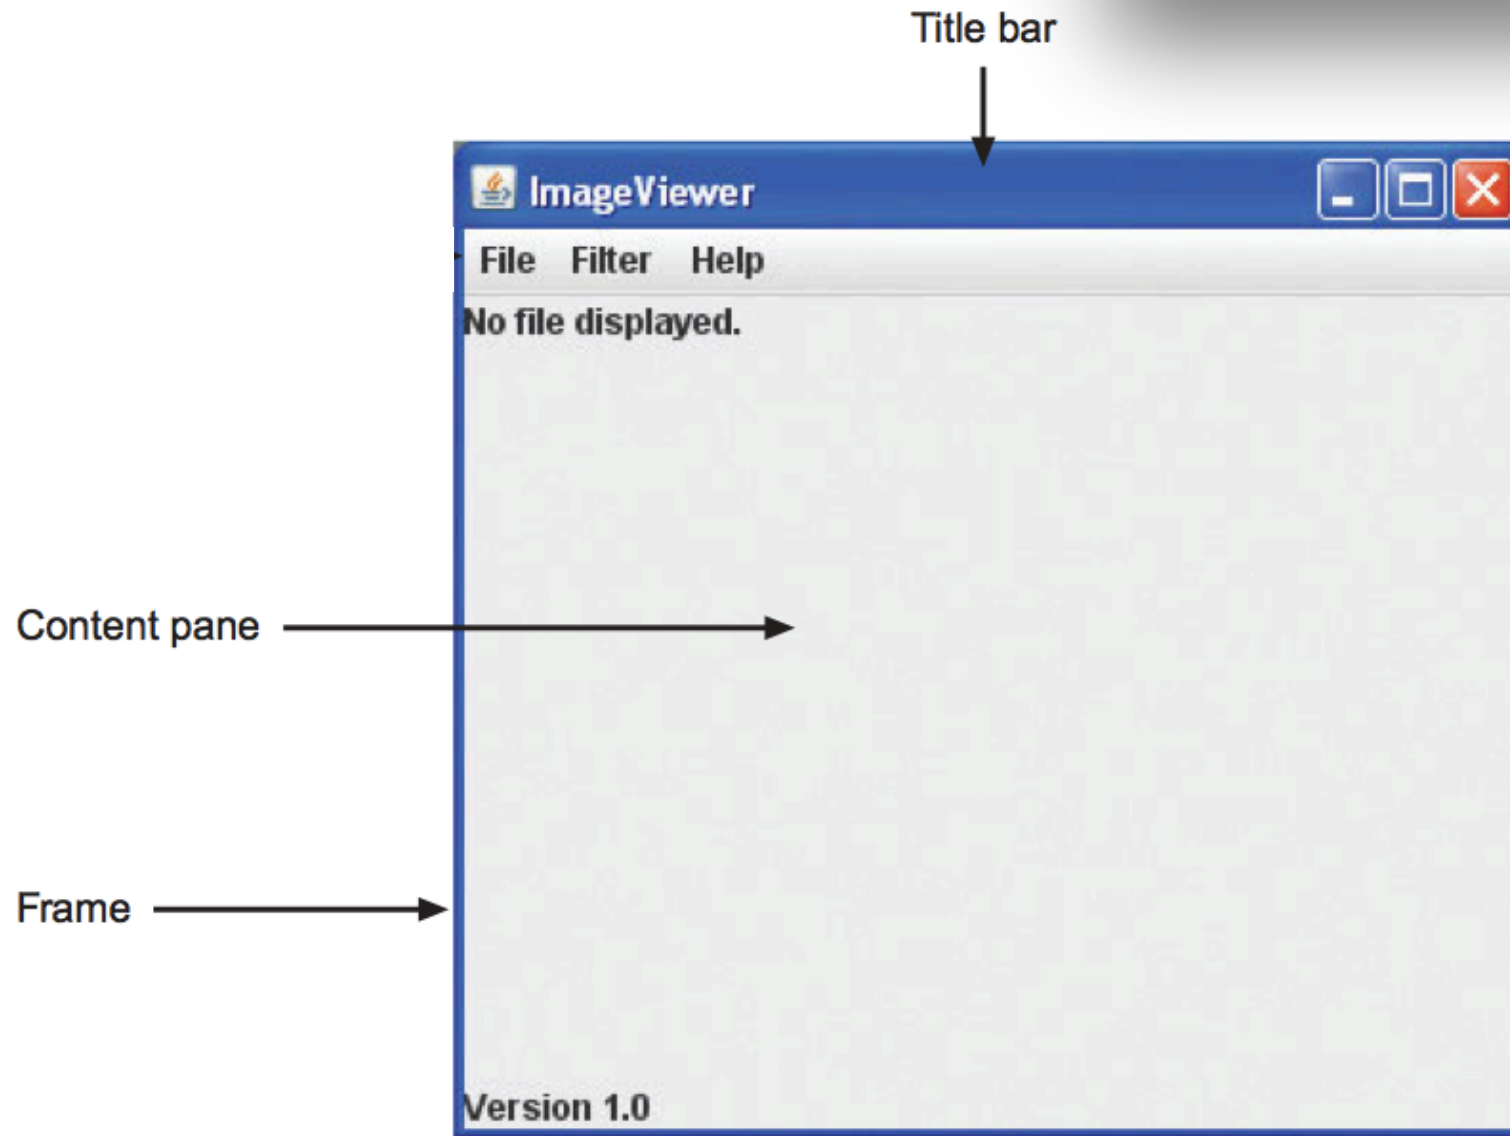 Title bar
ImageViewer
File Filter Help
No file displayed.
Content pane
Frame
Version 1.0